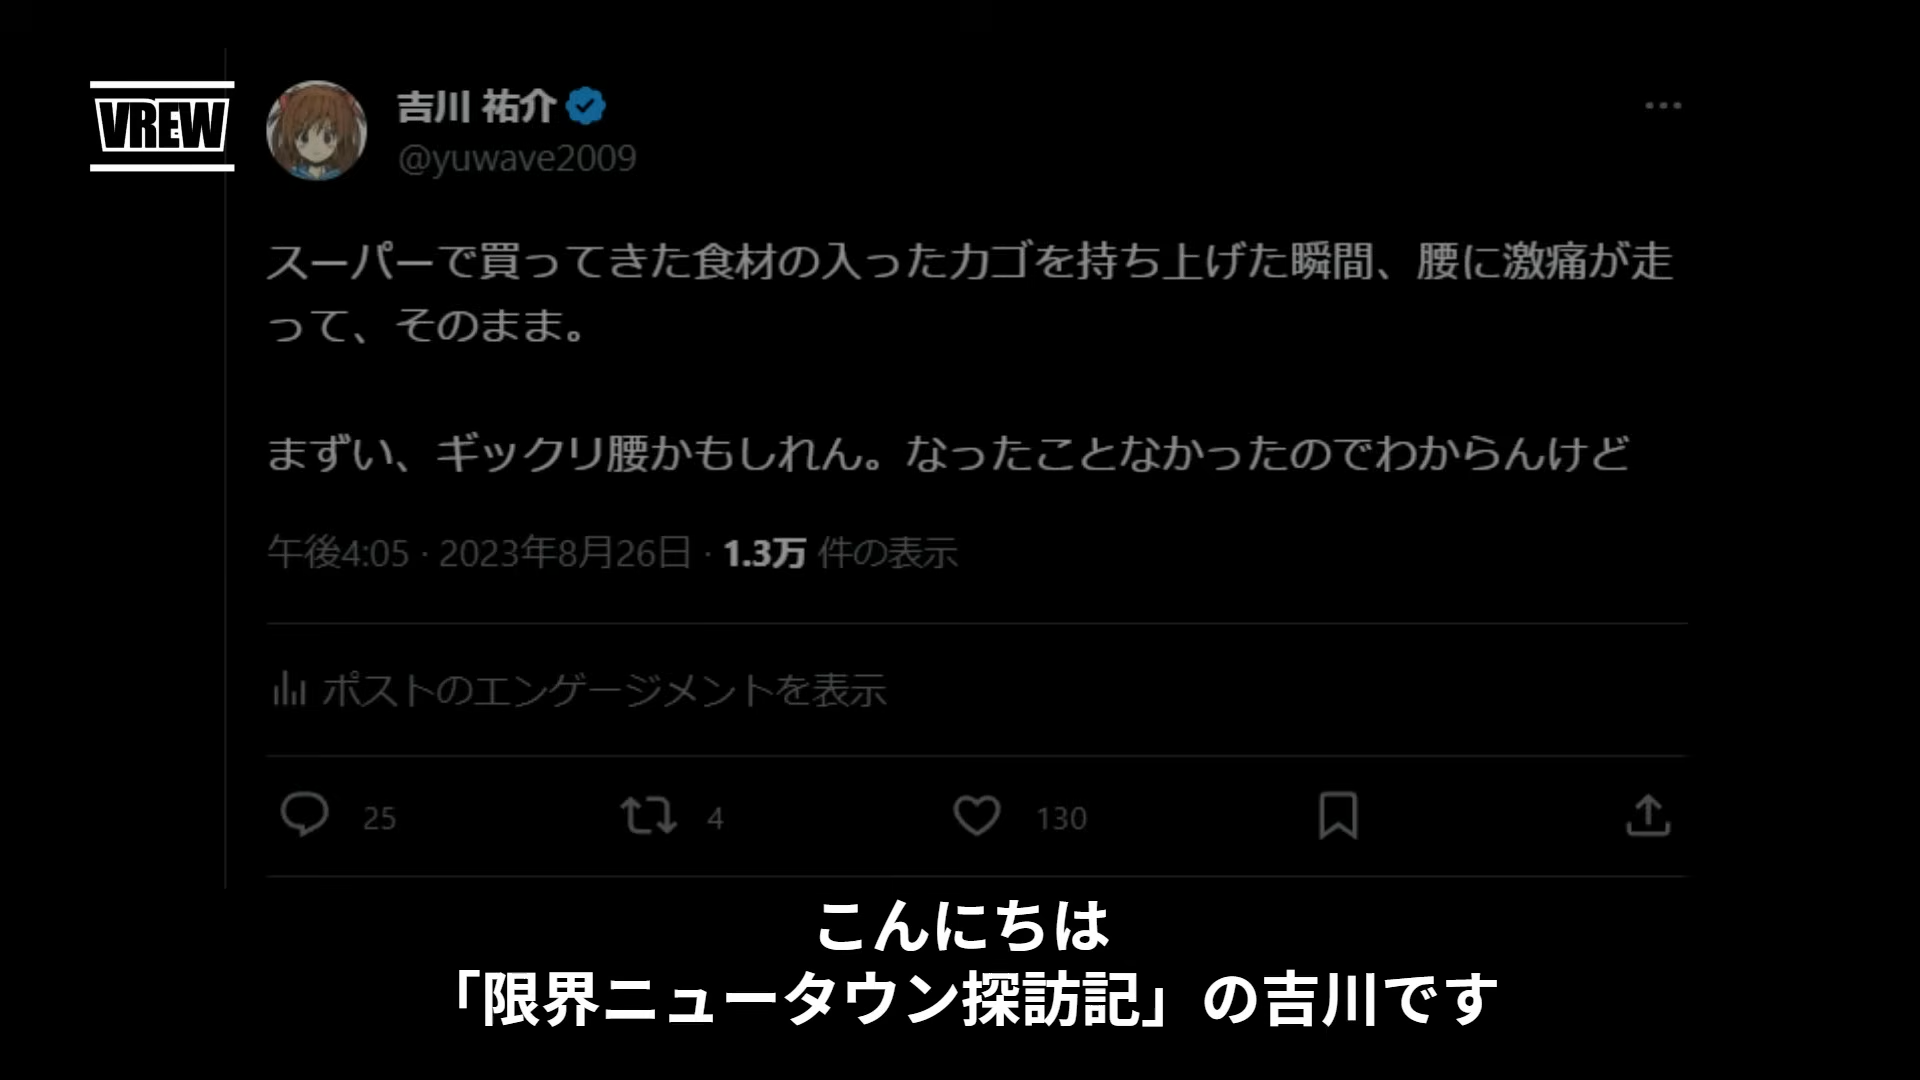 VREW
吉川 祐介
@yuwave2009
スーパーで買ってきた食材の入ったカゴを持ち上げた瞬間、腰に激痛が走
って、そのまま。
まずい、ギックリ腰かもしれん。なったことなかったのでわからんけど
午後4:05 · 2023年8月26日 · 1.3万 件の表示
ポストのエンゲージメントを表示
25 4 130
こんにちは
「限界ニュータウン探訪記」の吉川です